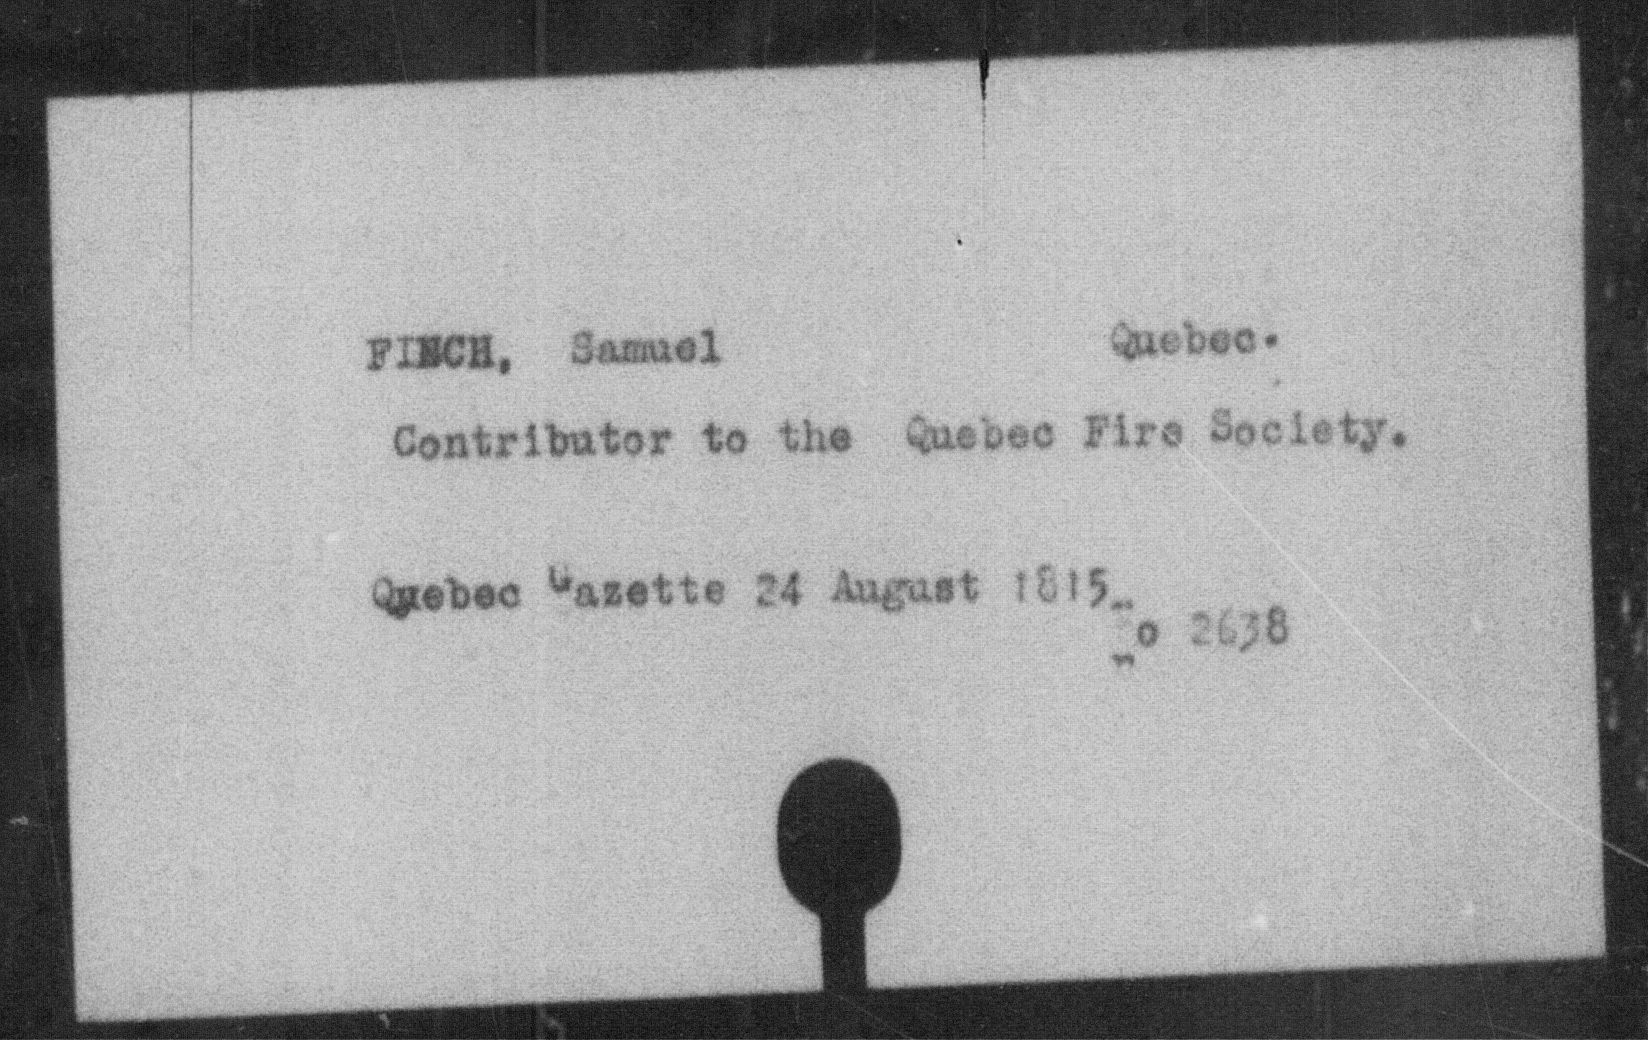 FINCH, Samuel Quebec.
Contributor to the Quebec Fire Society.
Quebec Gazette 24 August 1815
No 2638